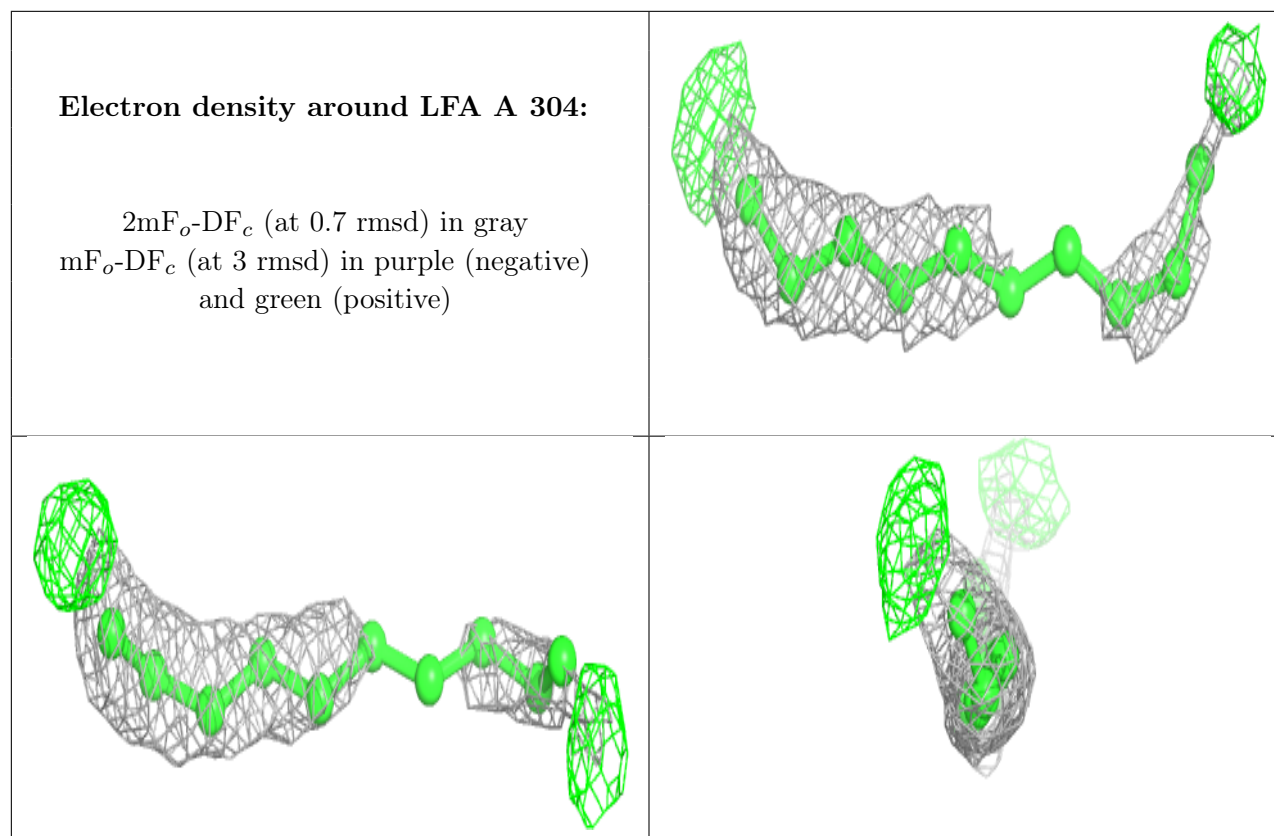 Electron density around LFA A 304:
2mFo-DFc (at 0.7 rmsd) in gray
mFo-DFc (at 3 rmsd) in purple (negative)
and green (positive)